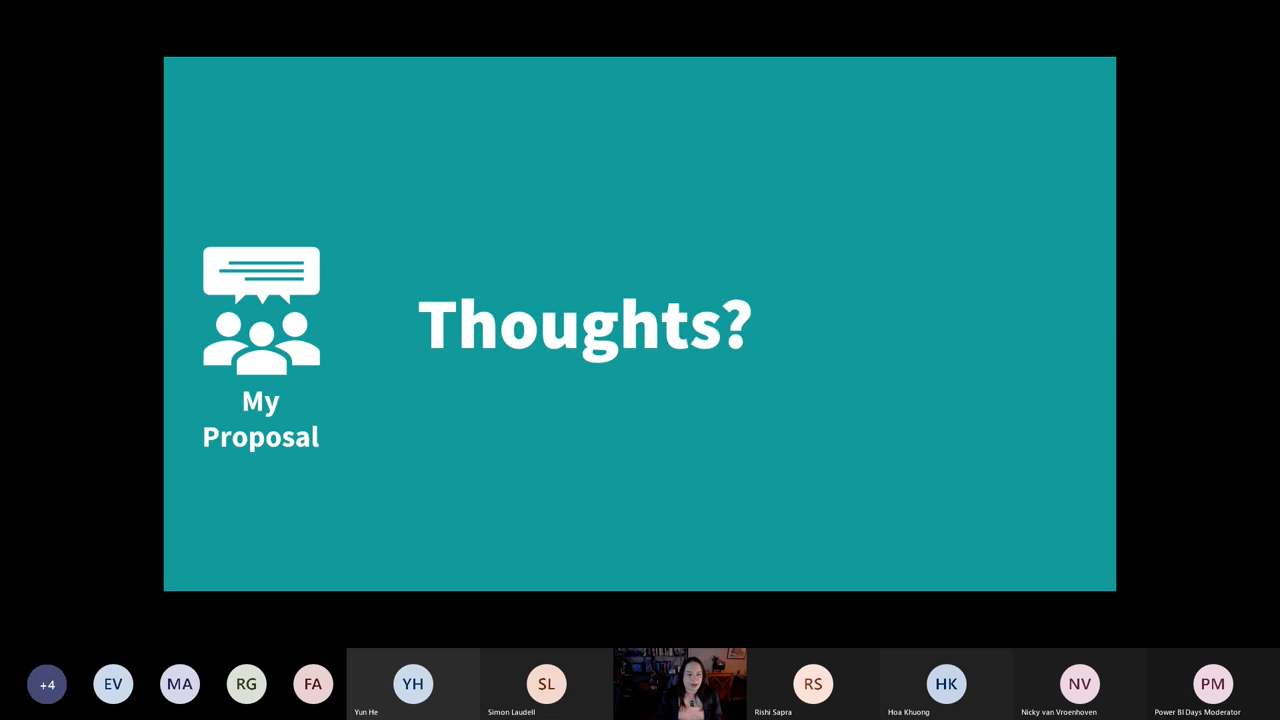 Thoughts?
My
Proposal
+4
EV
MA
RG
FA
YH
SL
RS
HK
NV
PM
Yun He
Simon Laudell
Rishi Sapra
Hoa Khuong
Nicky van Vroenhoven
Power BI Days Moderator